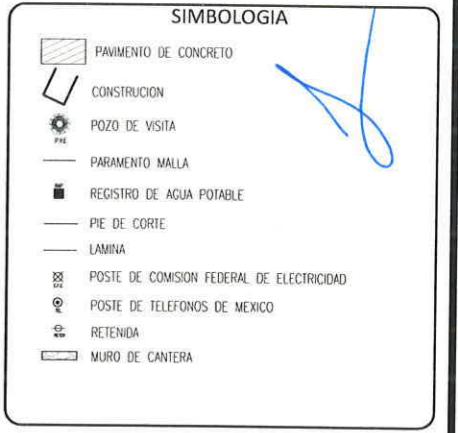 SIMBOLOGIA
PAVIMENTO DE CONCRETO
CONSTRUCION
POZO DE VISITA
PARAMENTO MALLA
REGISTRO DE AGUA POTABLE
PIE DE CORTE
LAMINA
POSTE DE COMISION FEDERAL DE ELECTRICIDAD
POSTE DE TELEFONOS DE MEXICO
RETENIDA
MURO DE CANTERA